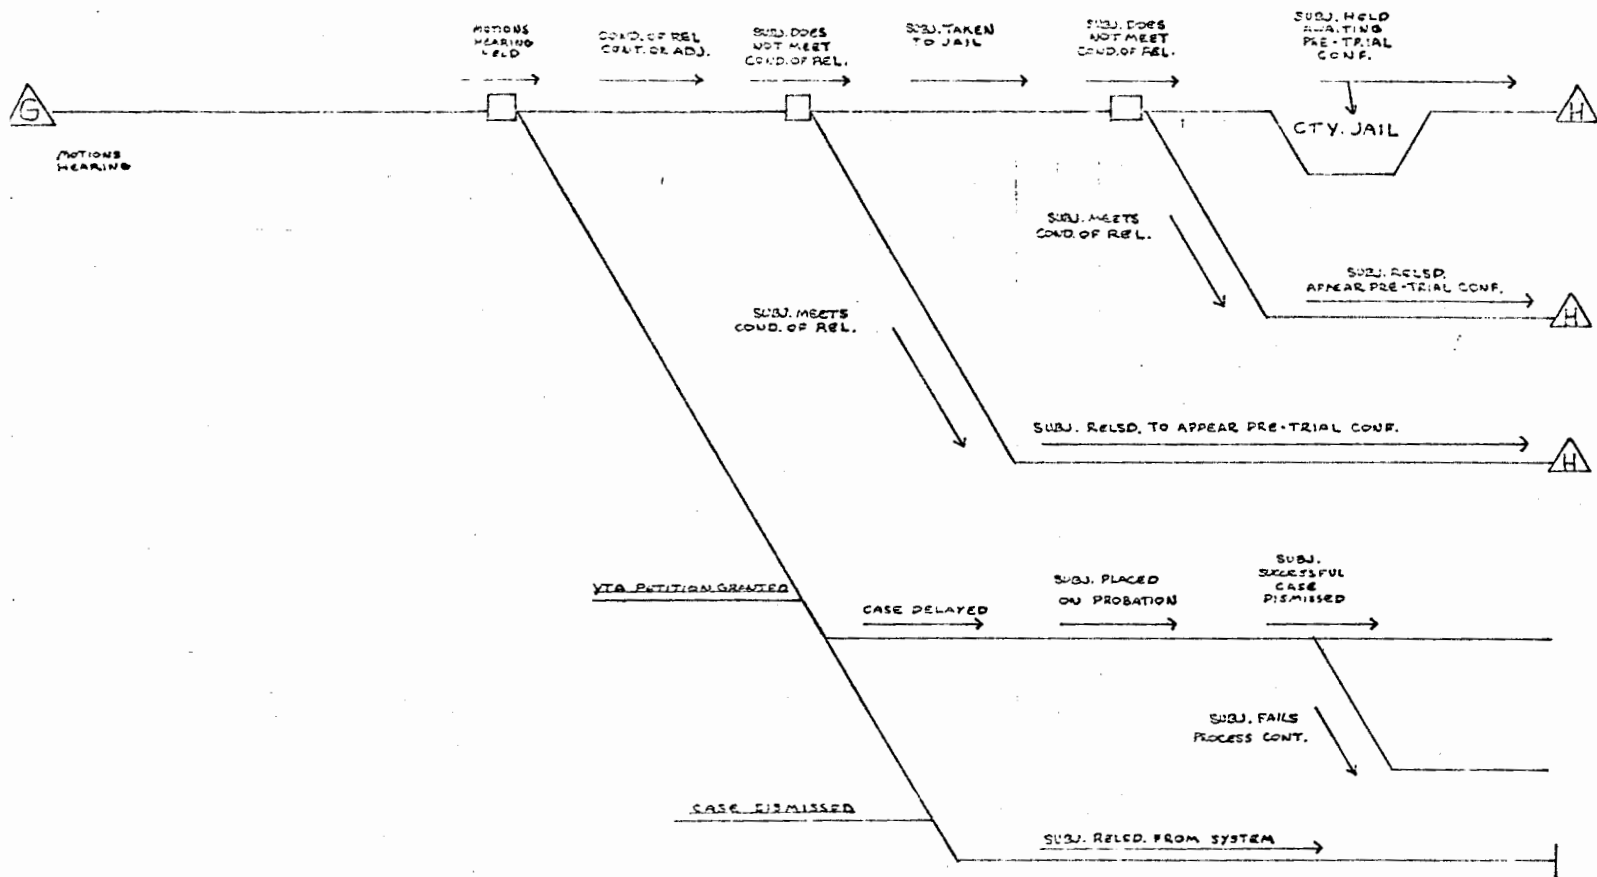 MOTIONS
HEARING
HELD
COND. OF REL
CONT. OR ADJ.
SUBJ. DOES
NOT MEET
COND. OF REL.
SUBJ. TAKEN
TO JAIL
SUBJ. DOES
NOT MEET
COND. OF REL.
SUBJ. HELD
AWAITING
PRE-TRIAL
CONF.
G
CTY. JAIL
H
MOTIONS
HEARING
SUBJ. MEETS
COND. OF REL.
SUBJ. RELSD.
APPEAR PRE-TRIAL CONF.
H
SUBJ. MEETS
COND. OF REL.
SUBJ. RELSD. TO APPEAR PRE-TRIAL CONF.
H
YTA PETITION GRANTED
CASE DELAYED
SUBJ. PLACED
ON PROBATION
SUBJ.
SUCCESSFUL
CASE
DISMISSED
SUBJ. FAILS
PROCESS CONT.
CASE DISMISSED
SUBJ. RELSD. FROM SYSTEM